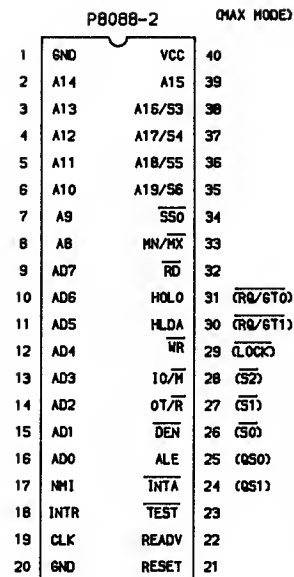 P8088-2 (MAX MODE)
1 GND VCC 40
2 A14 A15 39
3 A13 A16/S3 38
4 A12 A17/S4 37
5 A11 A18/S5 36
6 A10 A19/S6 35
7 A9 SSO 34
8 A8 MN/MX 33
9 AD7 RD 32
10 AD6 HOLD 31 (RQ/GT0)
11 AD5 HLDA 30 (RQ/GT1)
12 AD4 WR 29 (LOCK)
13 AD3 IO/M 28 (S2)
14 AD2 DT/R 27 (S1)
15 AD1 DEN 26 (S0)
16 AD0 ALE 25 (QS0)
17 NMI INTA 24 (QS1)
18 INTR TEST 23
19 CLK READY 22
20 GND RESET 21